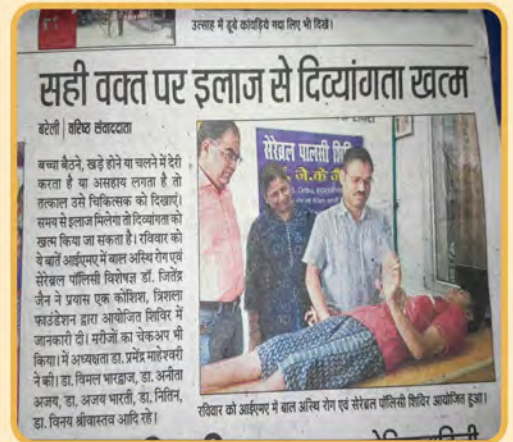 उत्साह में डूबे कांवड़िये गदा लिए भी दिखे।
सही वक्त पर इलाज से दिव्यांगता खत्म
बरेली | वरिष्ठ संवाददाता
बच्चा बैठने, खड़े होने या चलने में देरी
करता है या असहाय लगता है तो
तत्काल उसे चिकित्सक को दिखाएं।
समय से इलाज मिलेगा तो दिव्यांगता को
खत्म किया जा सकता है। रविवार को
ये बातें आईएमए में बाल अस्थि रोग एवं
सेरेब्रल पॉलिसी विशेषज्ञ डॉ. जितेंद्र
जैन ने प्रयास एक कोशिश, त्रिशला
फाउंडेशन द्वारा आयोजित शिविर में
जानकारी दी। मरीजों का चेकअप भी
किया। में अध्यक्षता डा. प्रमेंद्र माहेश्वरी
ने की। डा. विमल भारद्वाज, डा. अनीता
अजय, डा. अजय भारती, डा. नितिन,
डा. विनय श्रीवास्तव आदि रहे।
सेरेब्रल पालसी
जे.के
रविवार को आईएमए में बाल अस्थि रोग एवं सेरेब्रल पॉलिसी शिविर आयोजित हुआ।